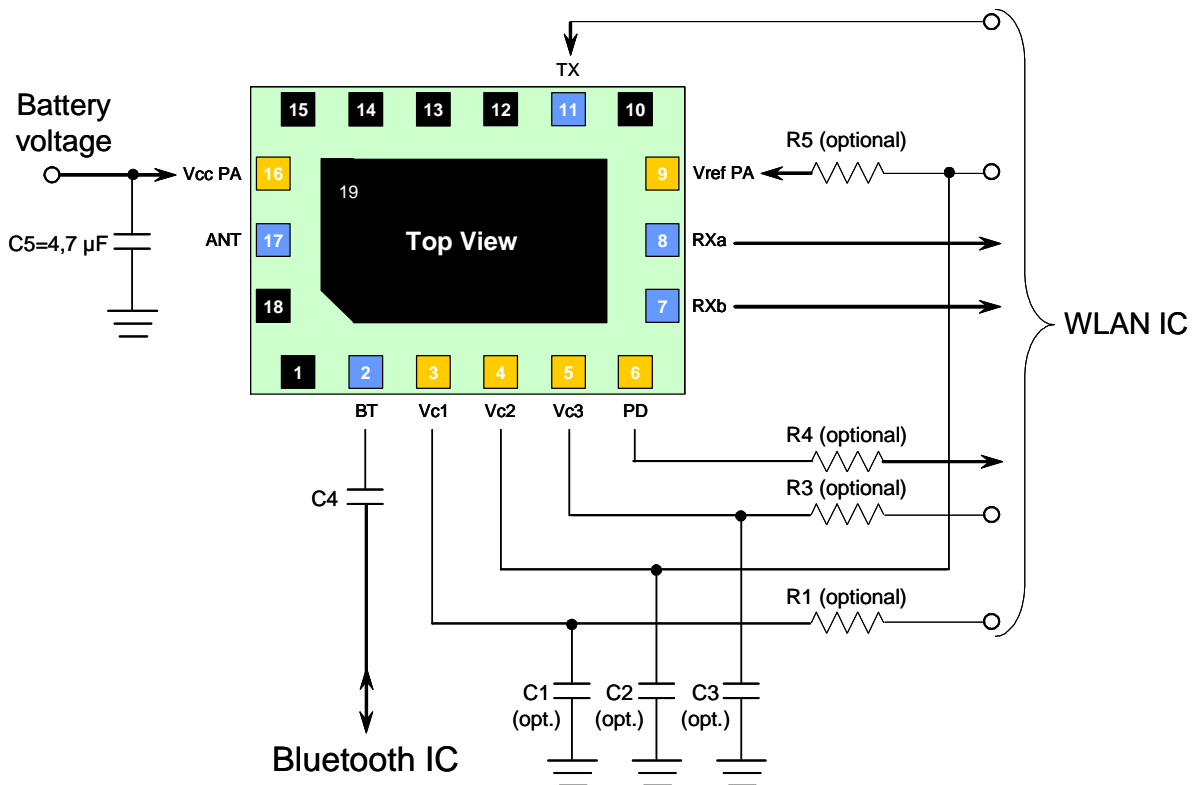 TX
15
14
13
12
11
10
Battery
voltage
R5 (optional)
Vcc PA
16
19
9
Vref PA
C5=4,7 µF
ANT
17
Top View
8
RXa
18
7
RXb
WLAN IC
1
2
3
4
5
6
BT
Vc1
Vc2
Vc3
PD
R4 (optional)
C4
R3 (optional)
R1 (optional)
C1
(opt.)
C2
(opt.)
C3
(opt.)
Bluetooth IC